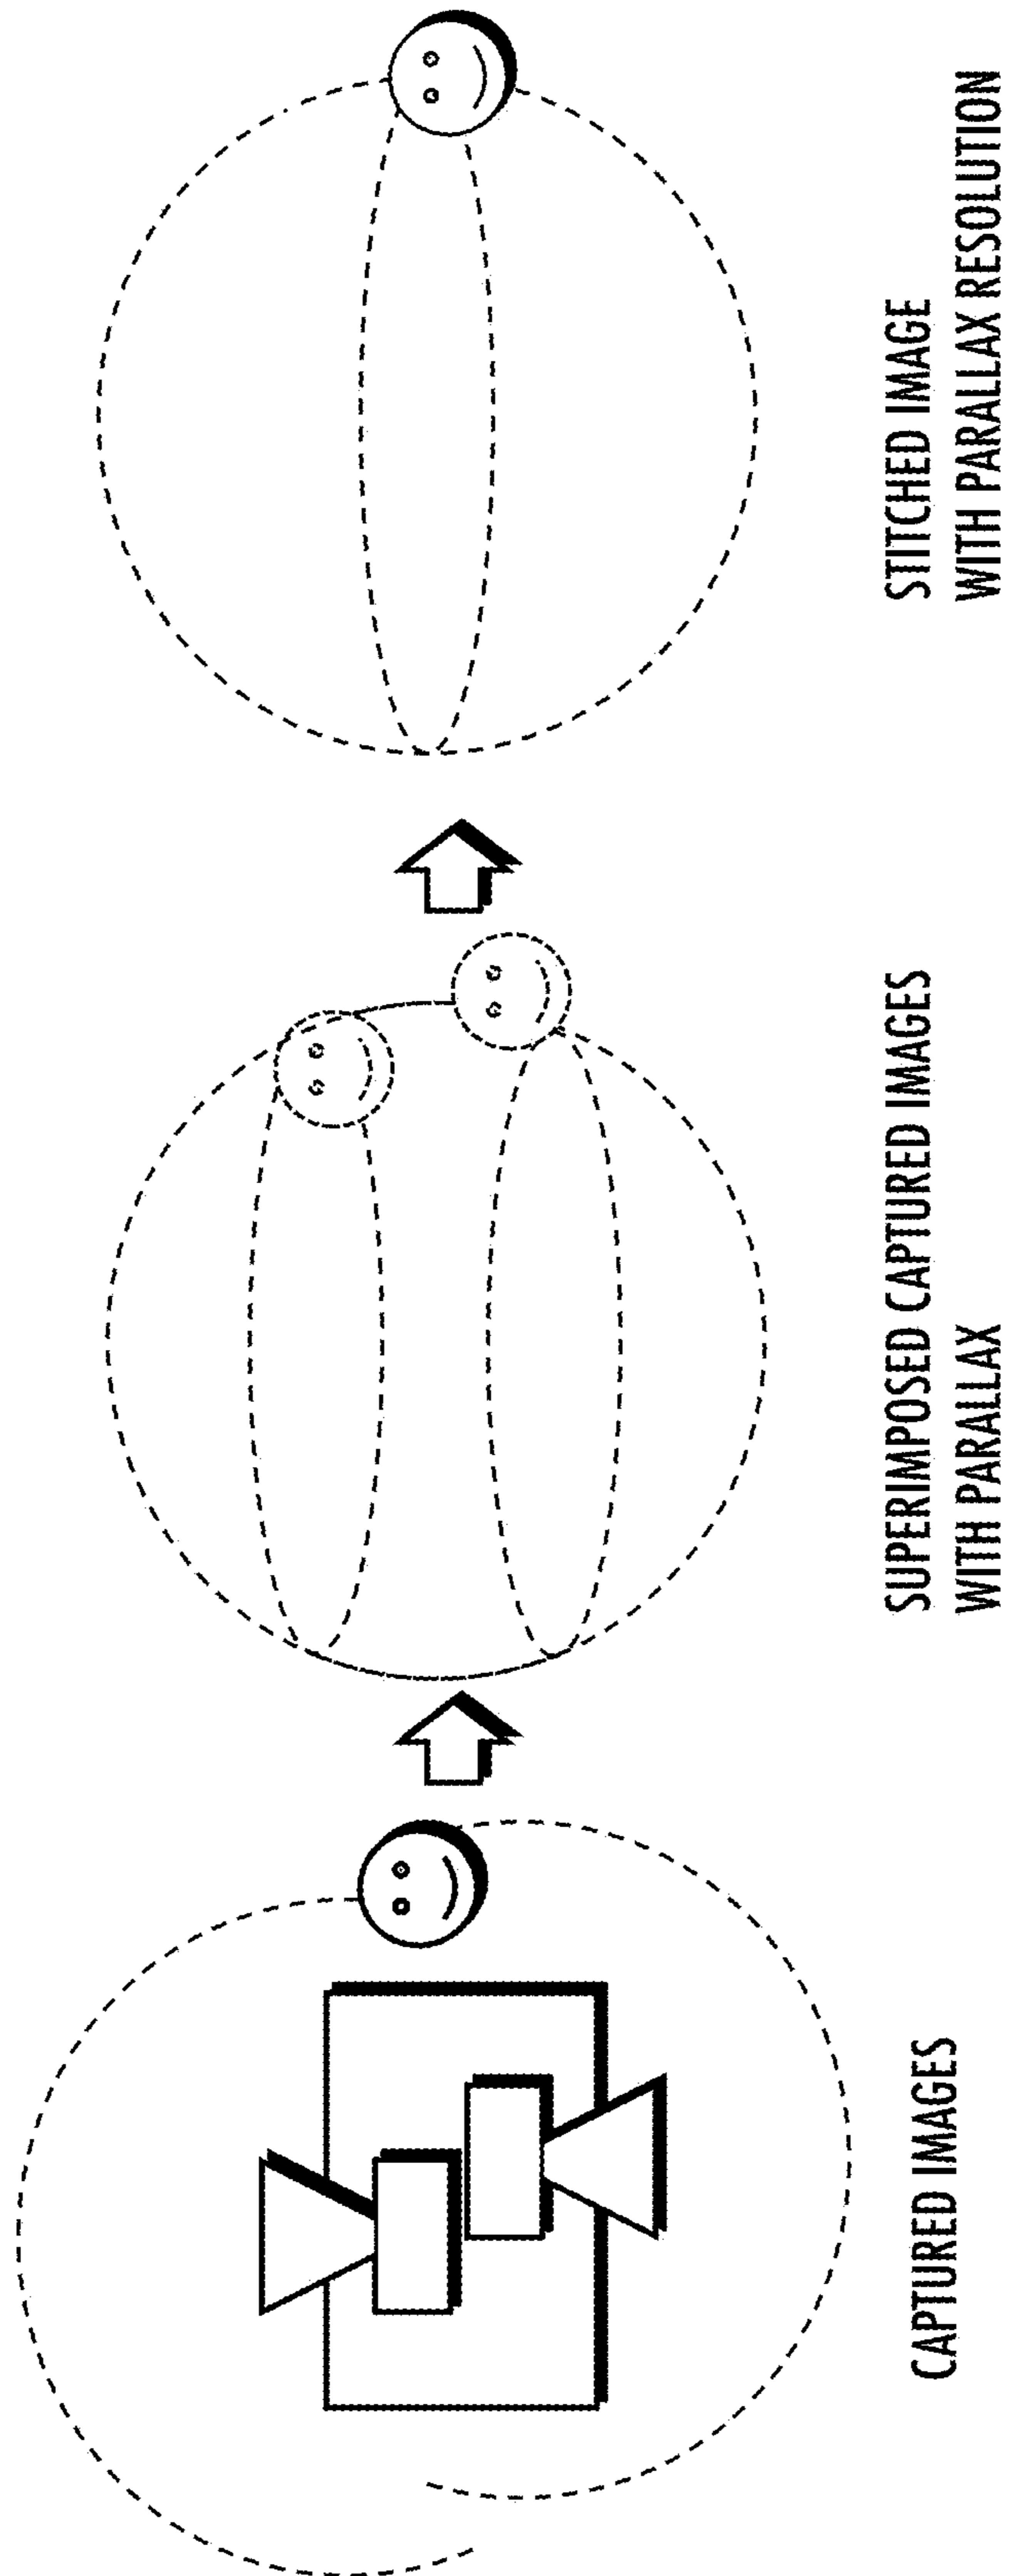 CAPTURED IMAGES
SUPERIMPOSED CAPTURED IMAGES
WITH PARALLAX
STITCHED IMAGE
WITH PARALLAX RESOLUTION